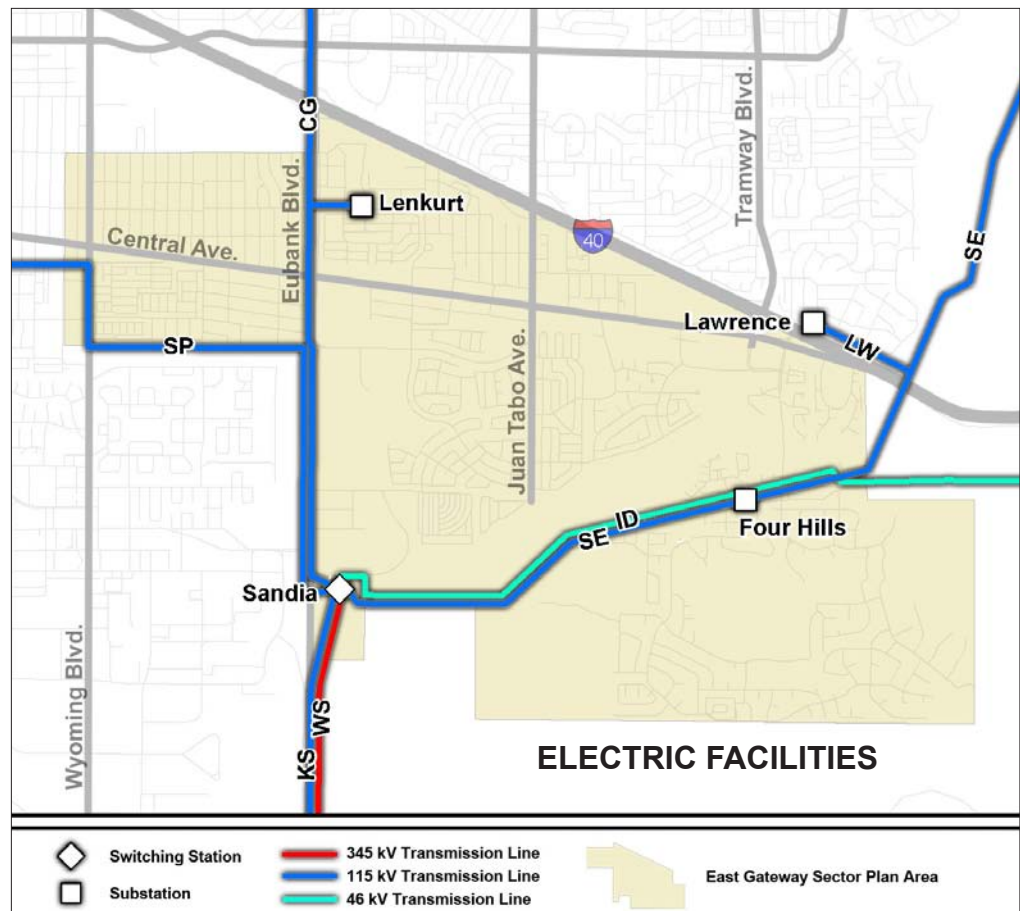 CG
Eubank Blvd.
Lenkurt
Central Ave.
40
Tramway Blvd.
SE
Lawrence
LW
SP
Juan Tabo Ave.
ID
SE
Four Hills
Sandia
Wyoming Blvd.
WS
KS
ELECTRIC FACILITIES
Switching Station
Substation
345 kV Transmission Line
115 kV Transmission Line
46 kV Transmission Line
East Gateway Sector Plan Area